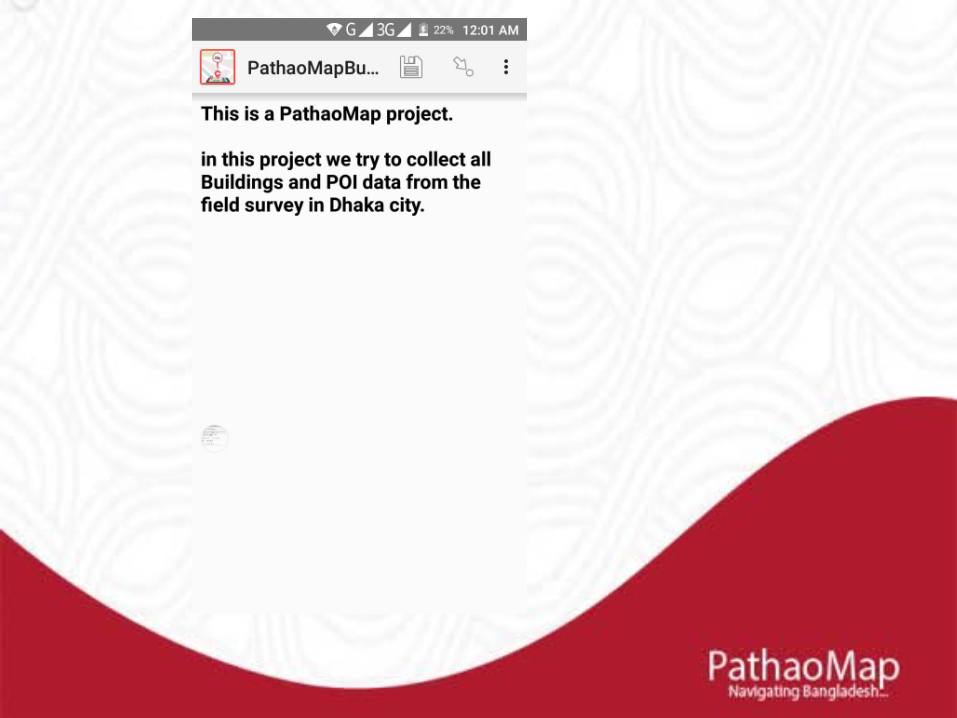 G 3G 22% 12:01 AM
PathaoMapBu...
This is a PathaoMap project.
in this project we try to collect all
Buildings and POI data from the
field survey in Dhaka city.
PathaoMap
Navigating Bangladesh...